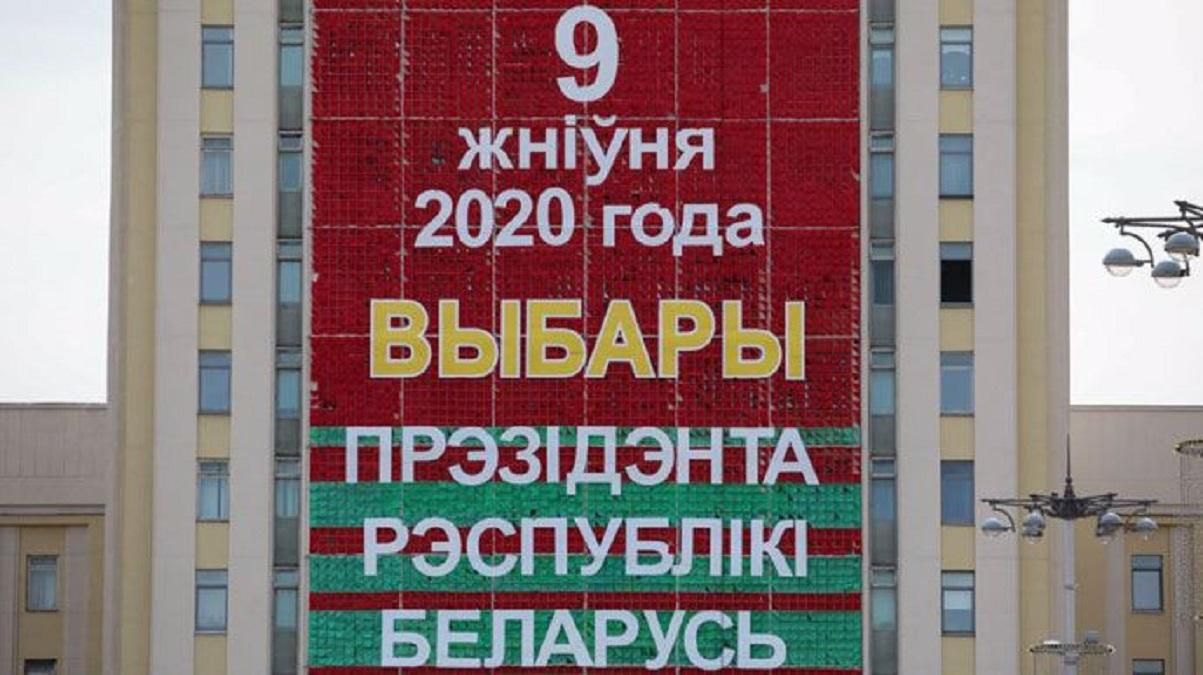 9
жніўня
2020 года
ВЫБАРЫ
ПРЭЗІДЭНТА
РЭСПУБЛІКІ
БЕЛАРУСЬ